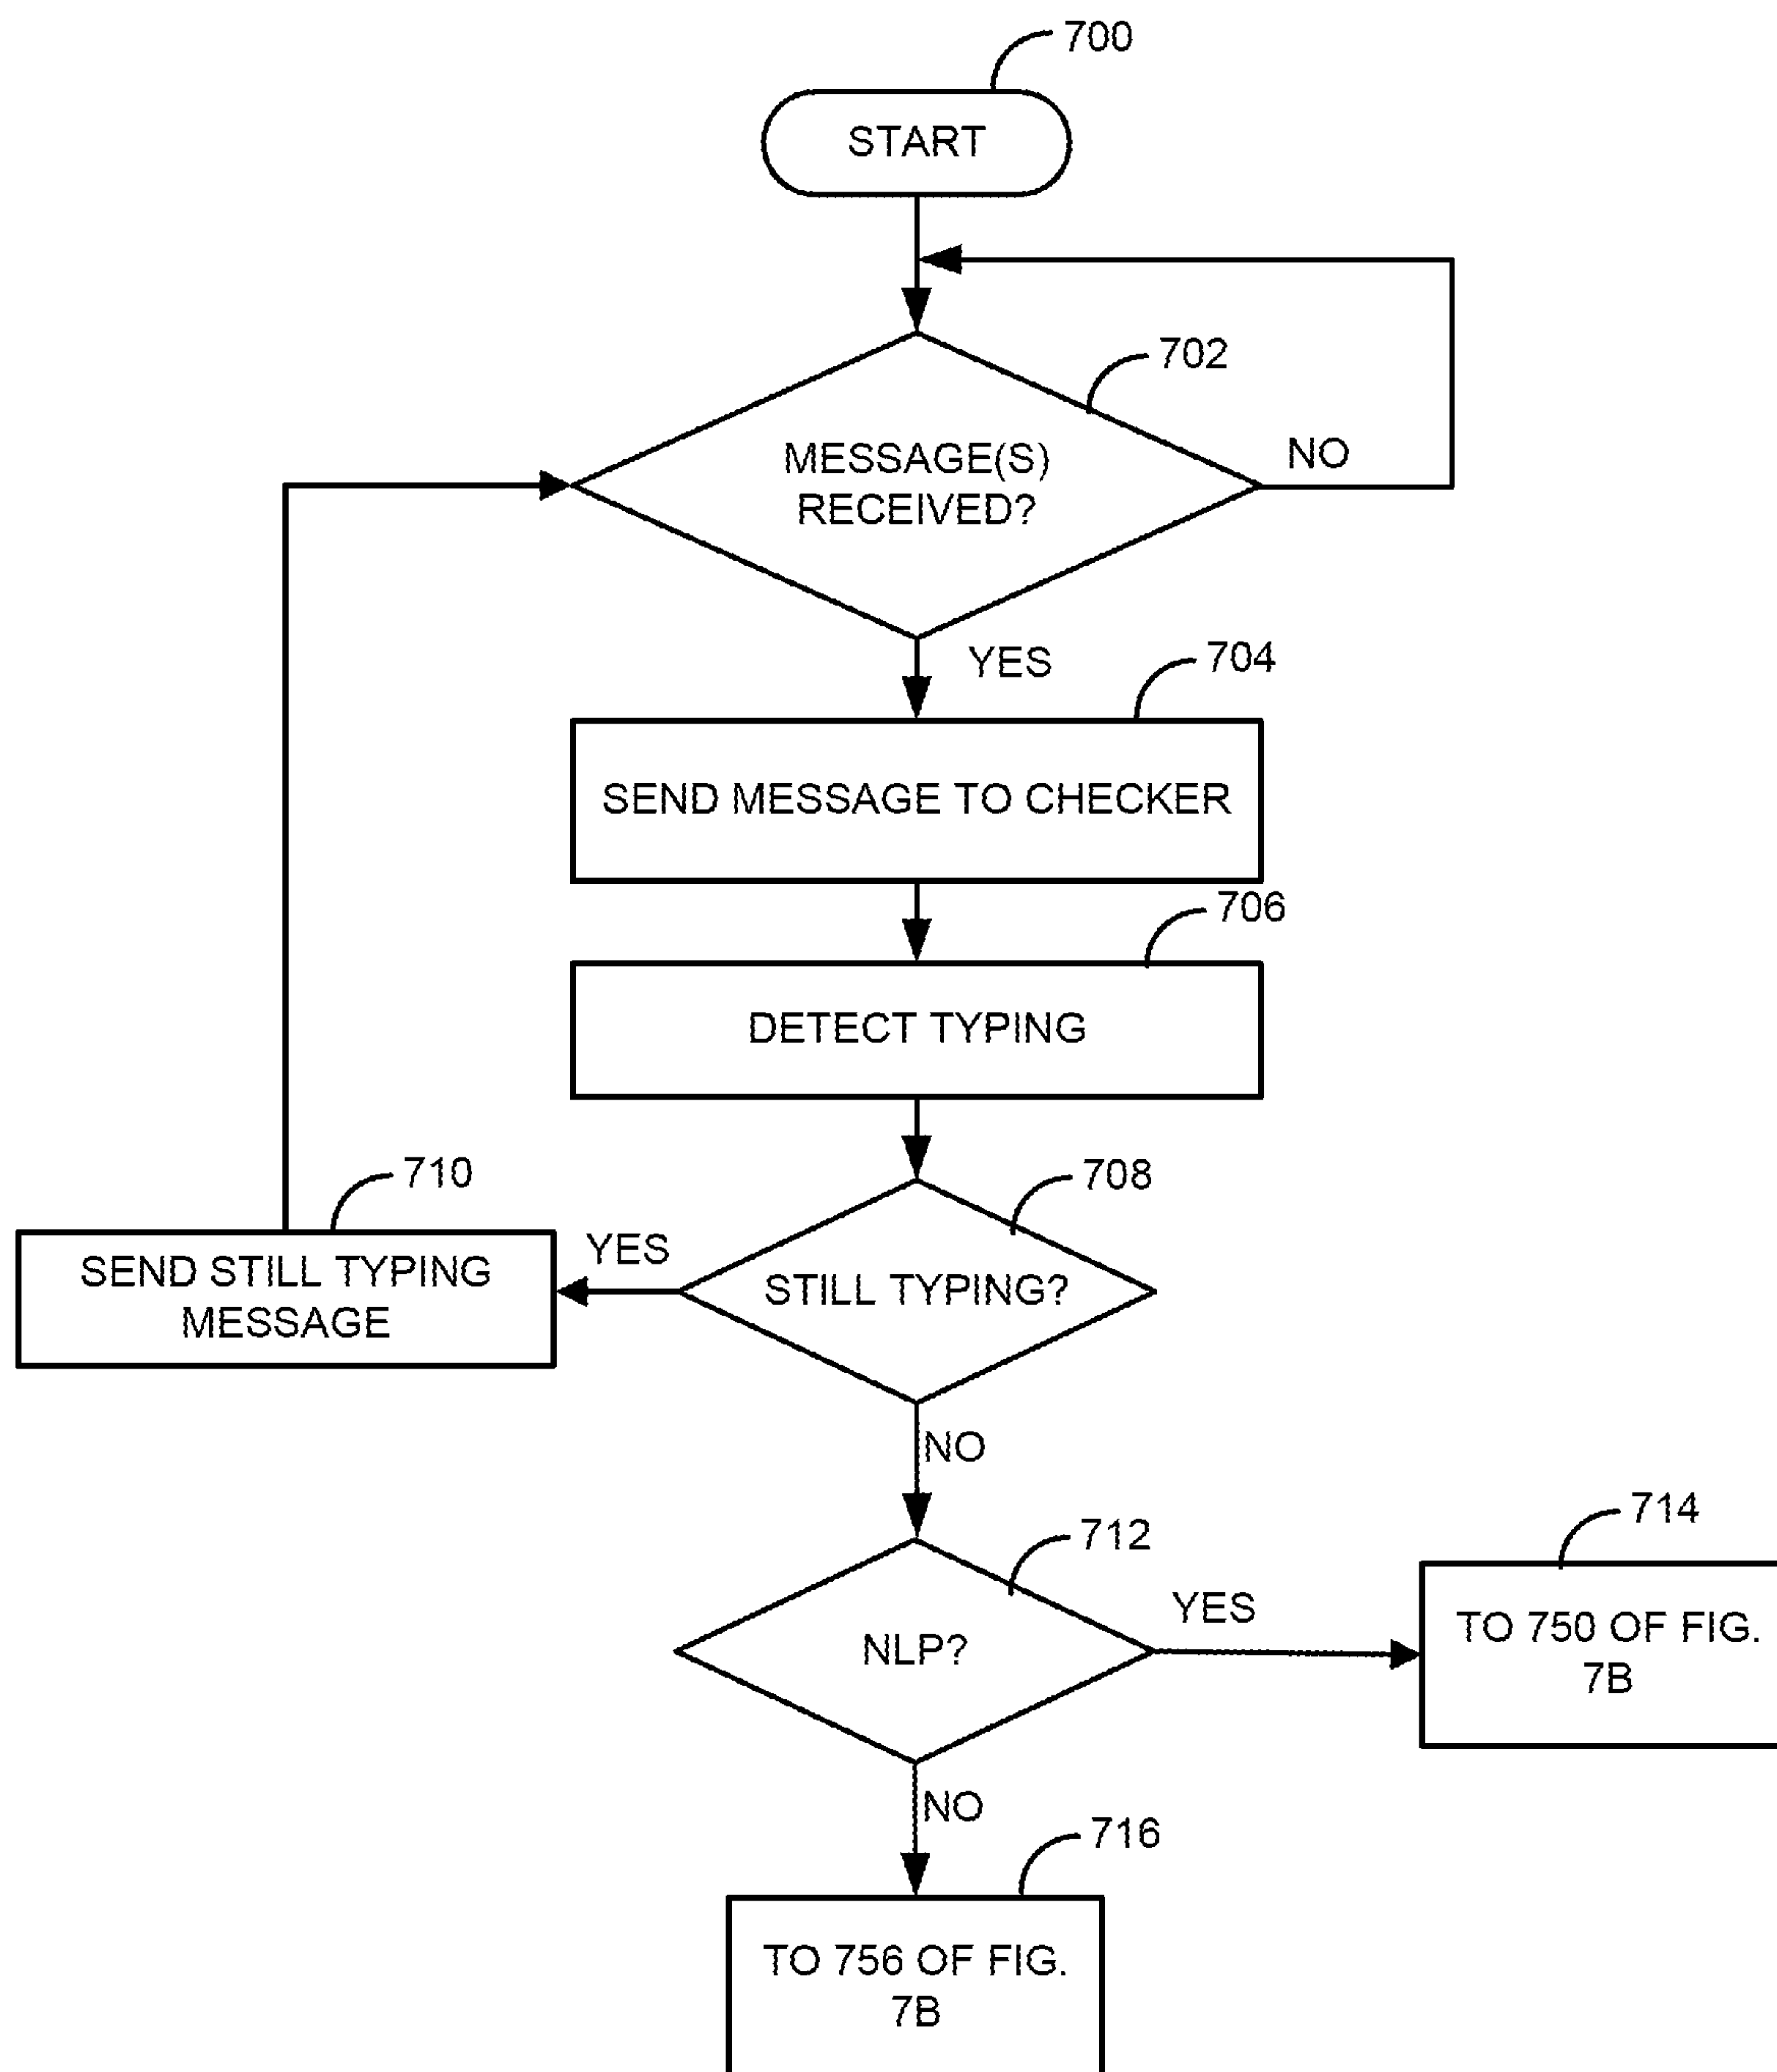 700
START
702
MESSAGE(S)
RECEIVED?
NO
YES
704
SEND MESSAGE TO CHECKER
706
DETECT TYPING
708
STILL TYPING?
YES
710
SEND STILL TYPING
MESSAGE
NO
712
NLP?
YES
714
TO 750 OF FIG.
7B
NO
716
TO 756 OF FIG.
7B